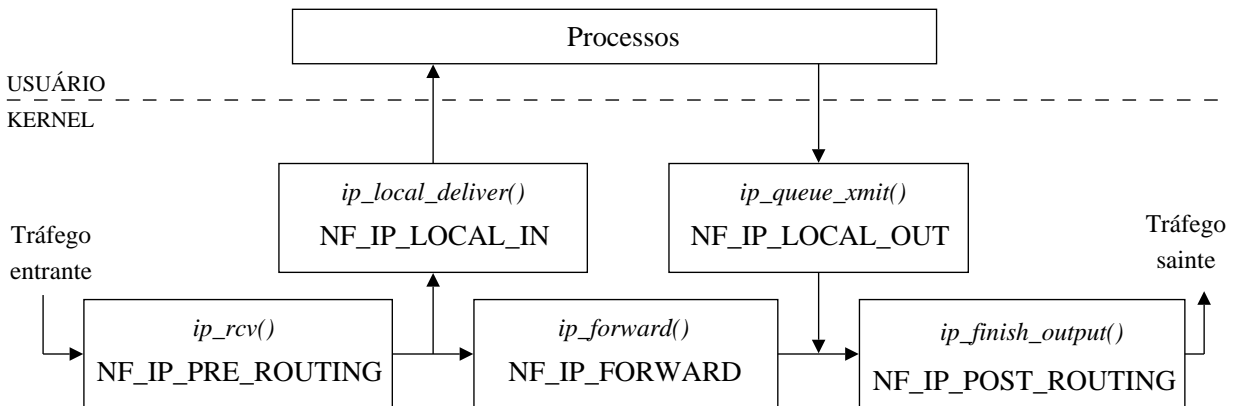 Processos
USUÁRIO
KERNEL
ip_local_deliver()
NF_IP_LOCAL_IN
ip_queue_xmit()
NF_IP_LOCAL_OUT
Tráfego
entrante
Tráfego
sainte
ip_rcv()
NF_IP_PRE_ROUTING
ip_forward()
NF_IP_FORWARD
ip_finish_output()
NF_IP_POST_ROUTING